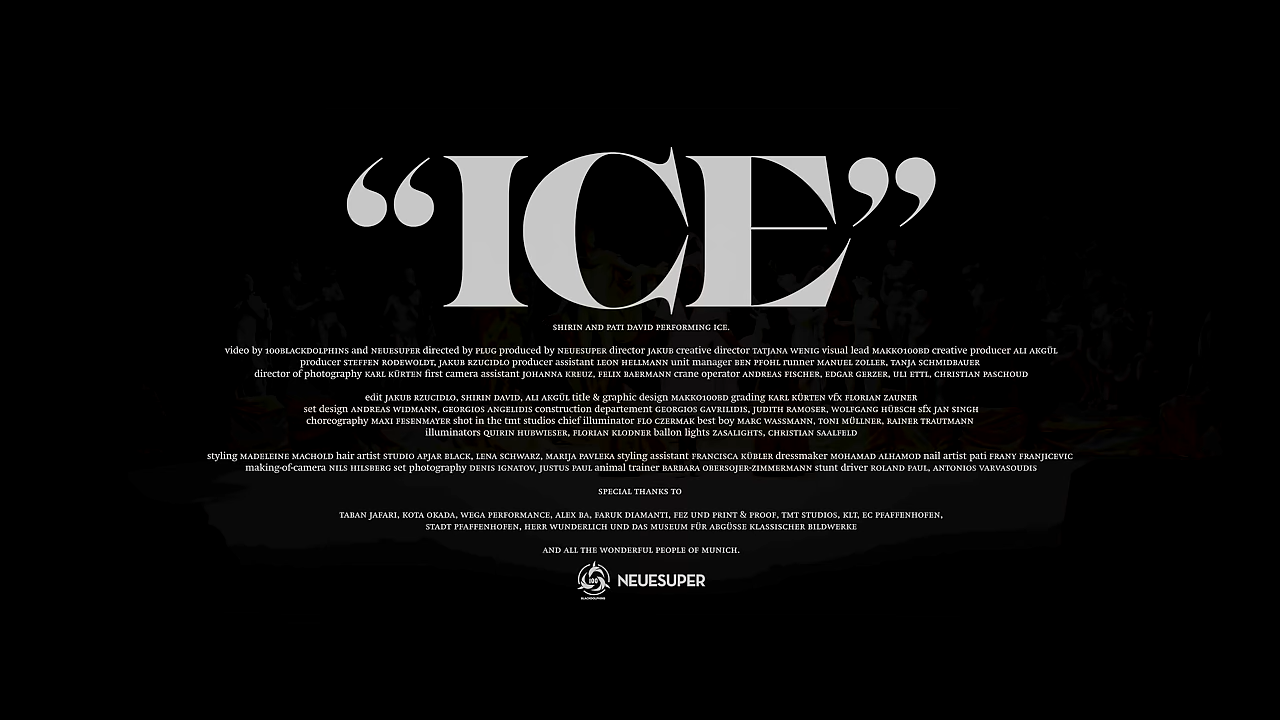 “ICE”
SHIRIN AND PATI DAVID PERFORMING ICE.
video by 100BLACKDOLPHINS and NEUESUPER directed by PLUG produced by NEUESUPER director JAKUB creative director TATJANA WENIG visual lead MAKKO100BD creative producer ALI AKGÜL
producer STEFFEN RODEWOLDT, JAKUB RZUCIDLO producer assistant LEON HELLMANN unit manager BEN PFOHL runner MANUEL ZOLLER, TANJA SCHMIDBAUER
director of photography KARL KÜRTEN first camera assistant JOHANNA KREUZ, FELIX BAERMANN crane operator ANDREAS FISCHER, EDGAR GERZER, ULI ETTL, CHRISTIAN PASCHOUD
edit JAKUB RZUCIDLO, SHIRIN DAVID, ALI AKGÜL title & graphic design MAKKO100BD grading KARL KÜRTEN vfx FLORIAN ZAUNER
set design ANDREAS WIDMANN, GEORGIOS ANGELIDIS construction departement GEORGIOS GAVRILIDIS, JUDITH RAMOSER, WOLFGANG HÜBSCH sfx JAN SINGH
choreography MAXI FESENMAYER shot in the tmt studios chief illuminator FLO CZERMAK best boy MARC WASSMANN, TONI MÜLLNER, RAINER TRAUTMANN
illuminators QUIRIN HUBWIESER, FLORIAN KLODNER ballon lights ZASALIGHTS, CHRISTIAN SAALFELD
styling MADELEINE MACHOLD hair artist STUDIO APJAR BLACK, LENA SCHWARZ, MARIJA PAVLEKA styling assistant FRANCISCA KÜBLER dressmaker MOHAMAD ALHAMOD nail artist pati FRANY FRANJICEVIC
making-of-camera NILS HILSBERG set photography DENIS IGNATOV, JUSTUS PAUL animal trainer BARBARA OBERSOJER-ZIMMERMANN stunt driver ROLAND PAUL, ANTONIOS VARVASOUDIS
SPECIAL THANKS TO
TABAN JAFARI, KOTA OKADA, WEGA PERFORMANCE, ALEX BA, FARUK DIAMANTI, FEZ UND PRINT & PROOF, TMT STUDIOS, KLT, EC PFAFFENHOFEN,
STADT PFAFFENHOFEN, HERR WUNDERLICH UND DAS MUSEUM FÜR ABGÜSSE KLASSISCHER BILDWERKE
AND ALL THE WONDERFUL PEOPLE OF MUNICH.
100
BLACKDOLPHINS
NEUESUPER